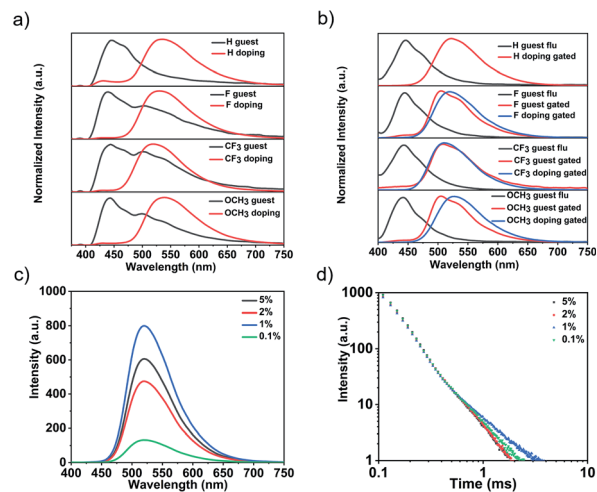 a)
Normalized Intensity (a.u.)
H guest
H doping
F guest
F doping
CF3 guest
CF3 doping
OCH3 guest
OCH3 doping
400 450 500 550 600 650 700 750
Wavelength (nm)
b)
Normalized Intensity (a.u.)
H guest flu
H doping gated
F guest flu
F guest gated
F doping gated
CF3 guest flu
CF3 guest gated
CF3 doping gated
OCH3 guest flu
OCH3 guest gated
OCH3 doping gated
400 450 500 550 600 650 700 750
Wavelength (nm)
c)
Intensity (a.u.)
1000
800
600
400
200
0
5%
2%
1%
0.1%
400 450 500 550 600 650 700 750
Wavelength (nm)
d)
Intensity (a.u.)
1000
100
10
1
5%
2%
1%
0.1%
0.1 1 10
Time (ms)